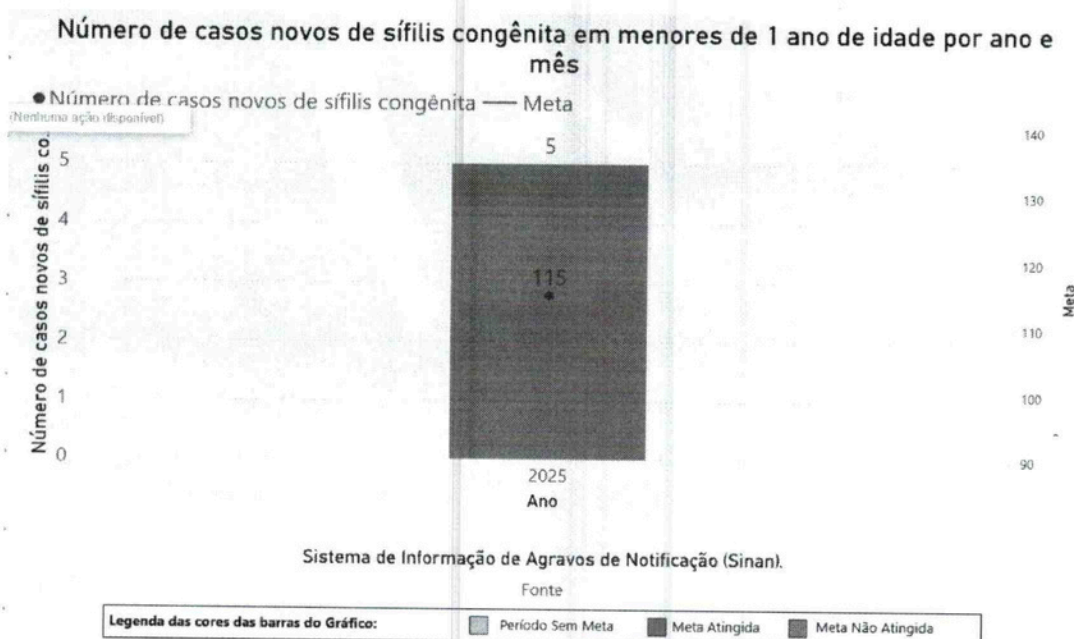 Número de casos novos de sífilis congênita em menores de 1 ano de idade por ano e
mês
Número de casos novos de sífilis congênita — Meta
(Nenhuma ação disponível)
Número de casos novos de sífilis co.
5
4
3
2
1
0
5
115
140
130
120
110
100
90
Meta
2025
Ano
Sistema de Informação de Agravos de Notificação (Sinan).
Fonte
Legenda das cores das barras do Gráfico: Período Sem Meta Meta Atingida Meta Não Atingida